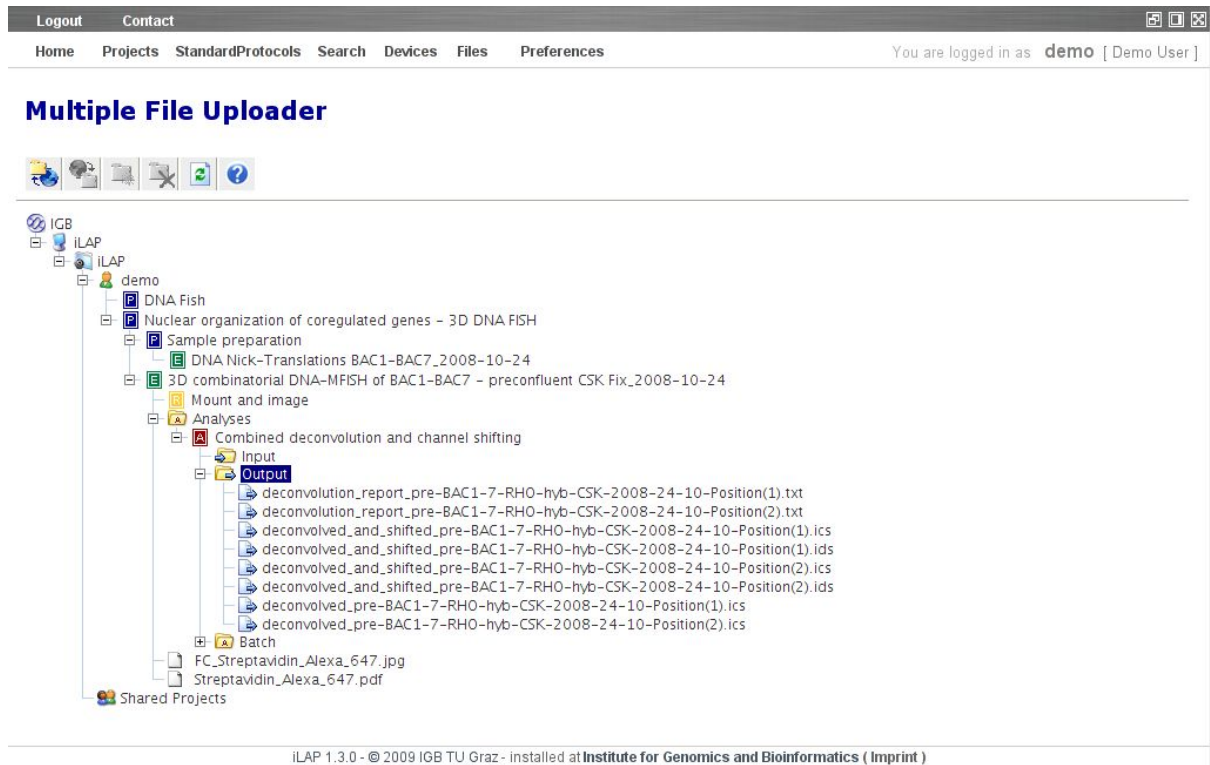 Logout Contact
Home Projects StandardProtocols Search Devices Files Preferences You are logged in as demo [ Demo User ]
Multiple File Uploader
IGB
iLAP
iLAP
demo
P DNA Fish
P Nuclear organization of coregulated genes – 3D DNA FISH
P Sample preparation
E DNA Nick-Translations BAC1-BAC7_2008-10-24
E 3D combinatorial DNA-MFISH of BAC1-BAC7 – preconfluent CSK Fix_2008-10-24
R Mount and image
A Analyses
A Combined deconvolution and channel shifting
Input
Output
deconvolution_report_pre-BAC1-7-RHO-hyb-CSK-2008-24-10-Position(1).txt
deconvolution_report_pre-BAC1-7-RHO-hyb-CSK-2008-24-10-Position(2).txt
deconvolved_and_shifted_pre-BAC1-7-RHO-hyb-CSK-2008-24-10-Position(1).ics
deconvolved_and_shifted_pre-BAC1-7-RHO-hyb-CSK-2008-24-10-Position(1).ids
deconvolved_and_shifted_pre-BAC1-7-RHO-hyb-CSK-2008-24-10-Position(2).ics
deconvolved_and_shifted_pre-BAC1-7-RHO-hyb-CSK-2008-24-10-Position(2).ids
deconvolved_pre-BAC1-7-RHO-hyb-CSK-2008-24-10-Position(1).ics
deconvolved_pre-BAC1-7-RHO-hyb-CSK-2008-24-10-Position(2).ics
A Batch
FC_Streptavidin_Alexa_647.jpg
Streptavidin_Alexa_647.pdf
Shared Projects
iLAP 1.3.0 - © 2009 IGB TU Graz - installed at Institute for Genomics and Bioinformatics ( Imprint )